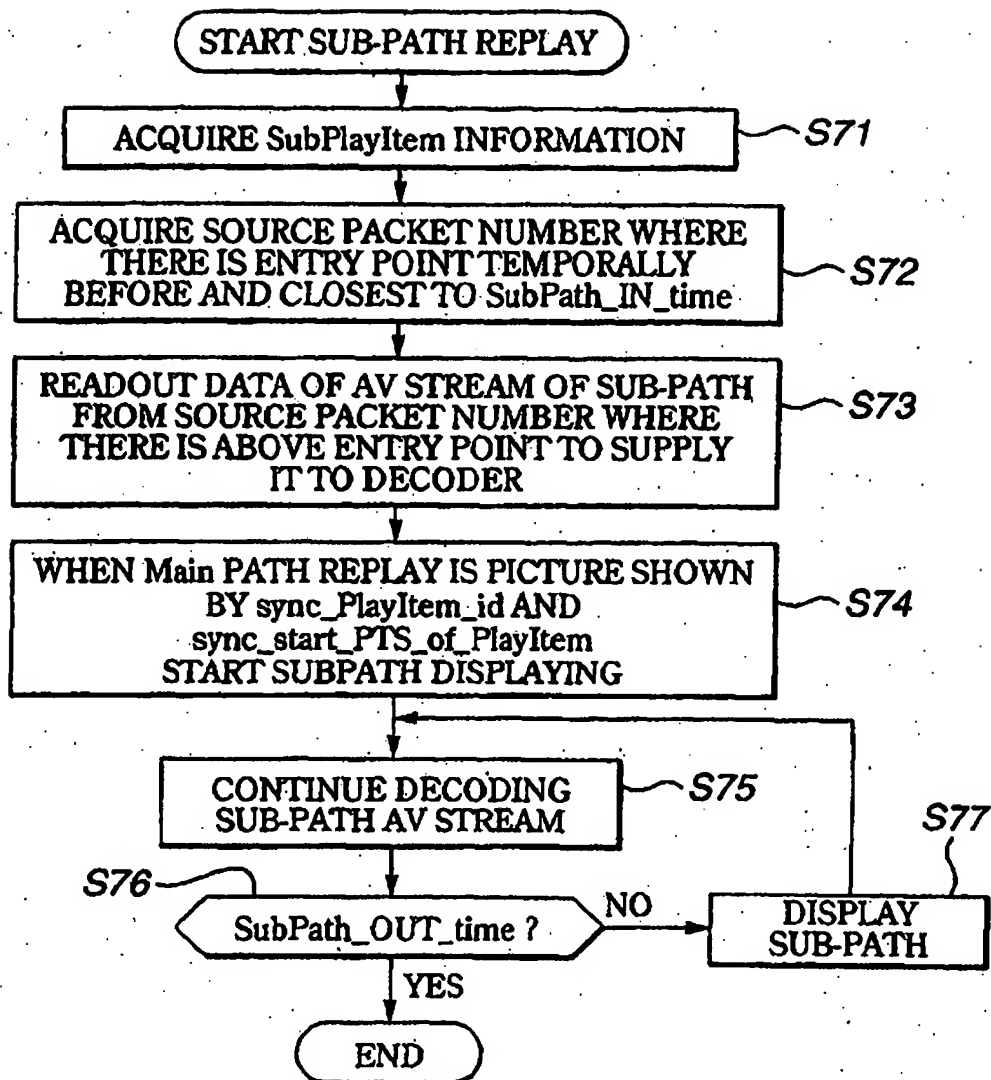 START SUB-PATH REPLAY
ACQUIRE SubPlayItem INFORMATION
S71
ACQUIRE SOURCE PACKET NUMBER WHERE
THERE IS ENTRY POINT TEMPORALLY
BEFORE AND CLOSEST TO SubPath_IN_time
S72
READOUT DATA OF AV STREAM OF SUB-PATH
FROM SOURCE PACKET NUMBER WHERE
THERE IS ABOVE ENTRY POINT TO SUPPLY
IT TO DECODER
S73
WHEN Main PATH REPLAY IS PICTURE SHOWN
BY sync_PlayItem_id AND
sync_start_PTS_of_PlayItem
START SUBPATH DISPLAYING
S74
CONTINUE DECODING
SUB-PATH AV STREAM
S75
S76
SubPath_OUT_time ?
NO
S77
DISPLAY
SUB-PATH
YES
END